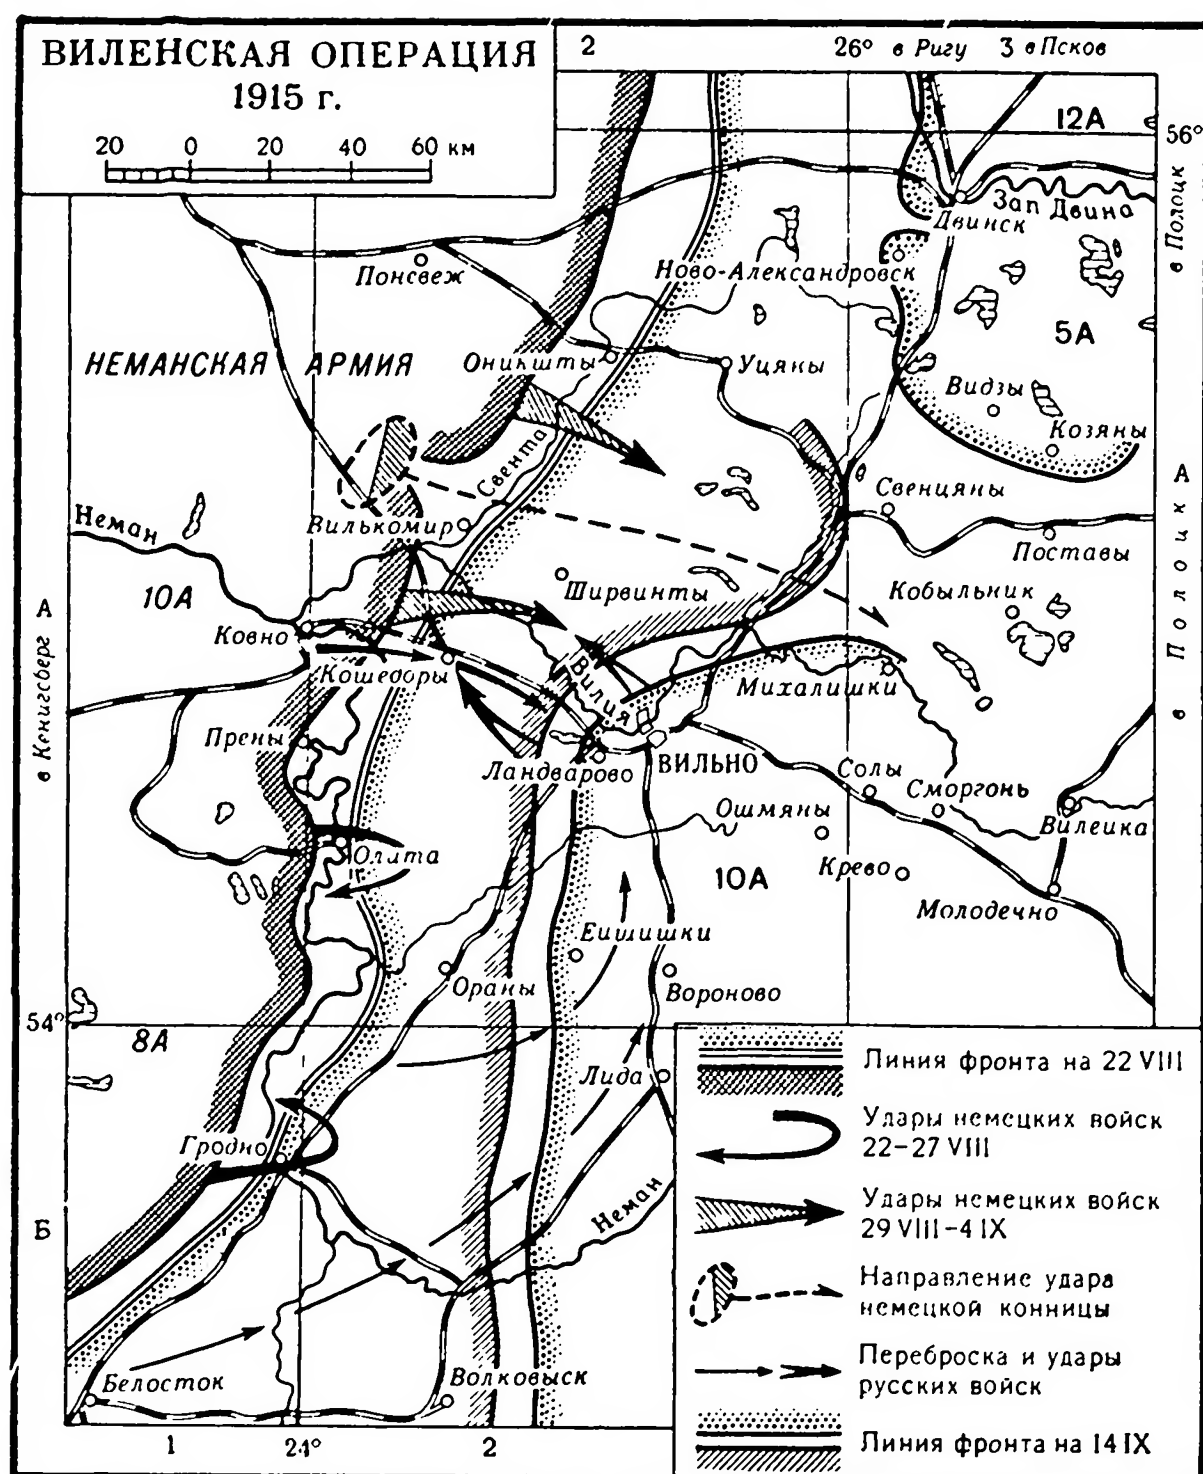 ВИЛЕНСКАЯ ОПЕРАЦИЯ
1915 г.
20 0 20 40 60 км
2
26° в Ригу 3 в Псков
12А
56°
в Полоцк
Зап Двина
Двинск
Понсвеж
Ново-Александровск
5А
НЕМАНСКАЯ АРМИЯ
Оникшты
Уцяны
Видзы
Козяны
Свента
Неман
Вилькомир
Свенцяны
Поставы
А
в Полоцк
10А
Ширвинты
Кобыльник
А
в Кенигсберг
Ковно
Кошедоры
Вилия
Михалишки
Прены
Ландварово
ВИЛЬНО
Солы
Сморгонь
Ошмяны
Вилеика
Олита
10А
Крево
Молодечно
Еишишки
Ораны
Вороново
54°
8А
Лида
Гродно
Неман
Б
Белосток
Волковыск
1 24° 2
Линия фронта на 22 VIII
Удары немецких войск
22–27 VIII
Удары немецких войск
29 VIII–4 IX
Направление удара
немецкой конницы
Переброска и удары
русских войск
Линия фронта на 14 IX